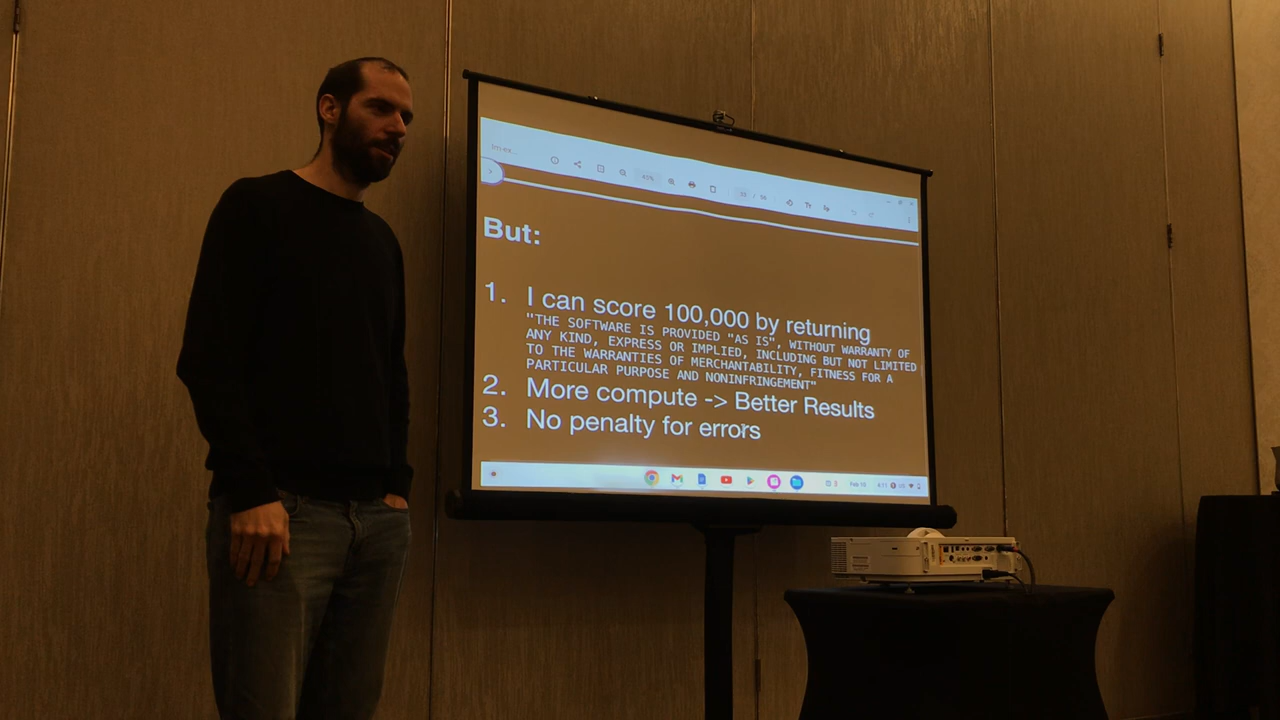 But:
1. I can score 100,000 by returning
"THE SOFTWARE IS PROVIDED "AS IS", WITHOUT WARRANTY OF
ANY KIND, EXPRESS OR IMPLIED, INCLUDING BUT NOT LIMITED
TO THE WARRANTIES OF MERCHANTABILITY, FITNESS FOR A
PARTICULAR PURPOSE AND NONINFRINGEMENT"
2. More compute -> Better Results
3. No penalty for errors